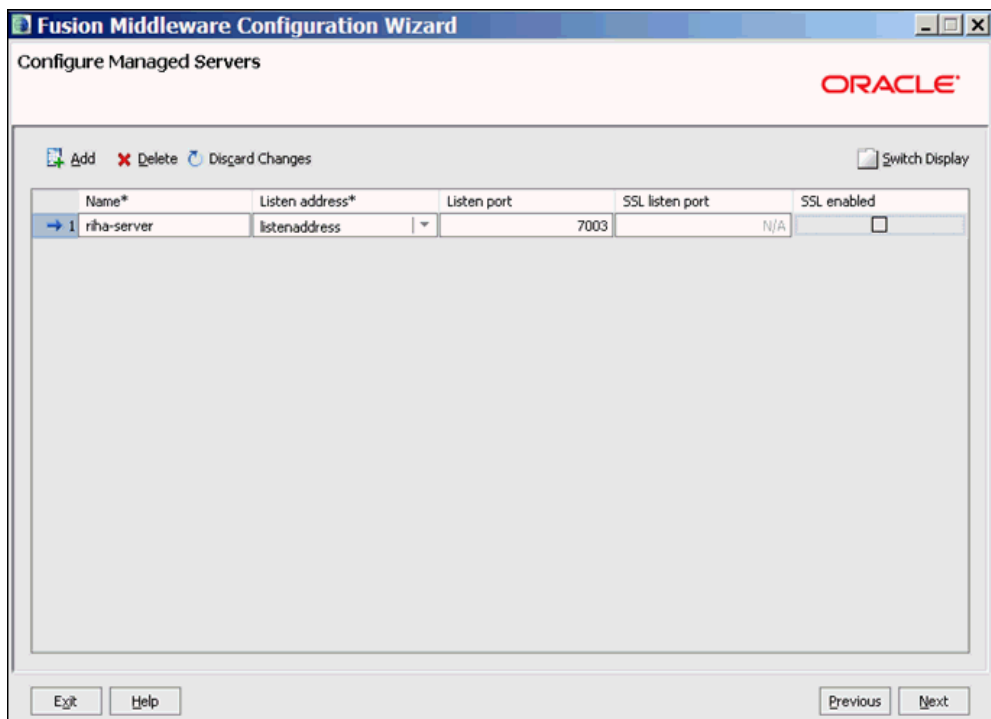 Fusion Middleware Configuration Wizard
Configure Managed Servers
ORACLE
Add Delete Discard Changes Switch Display
Name* Listen address* Listen port SSL listen port SSL enabled
1 riha-server listenaddress 7003 N/A
Exit Help Previous Next